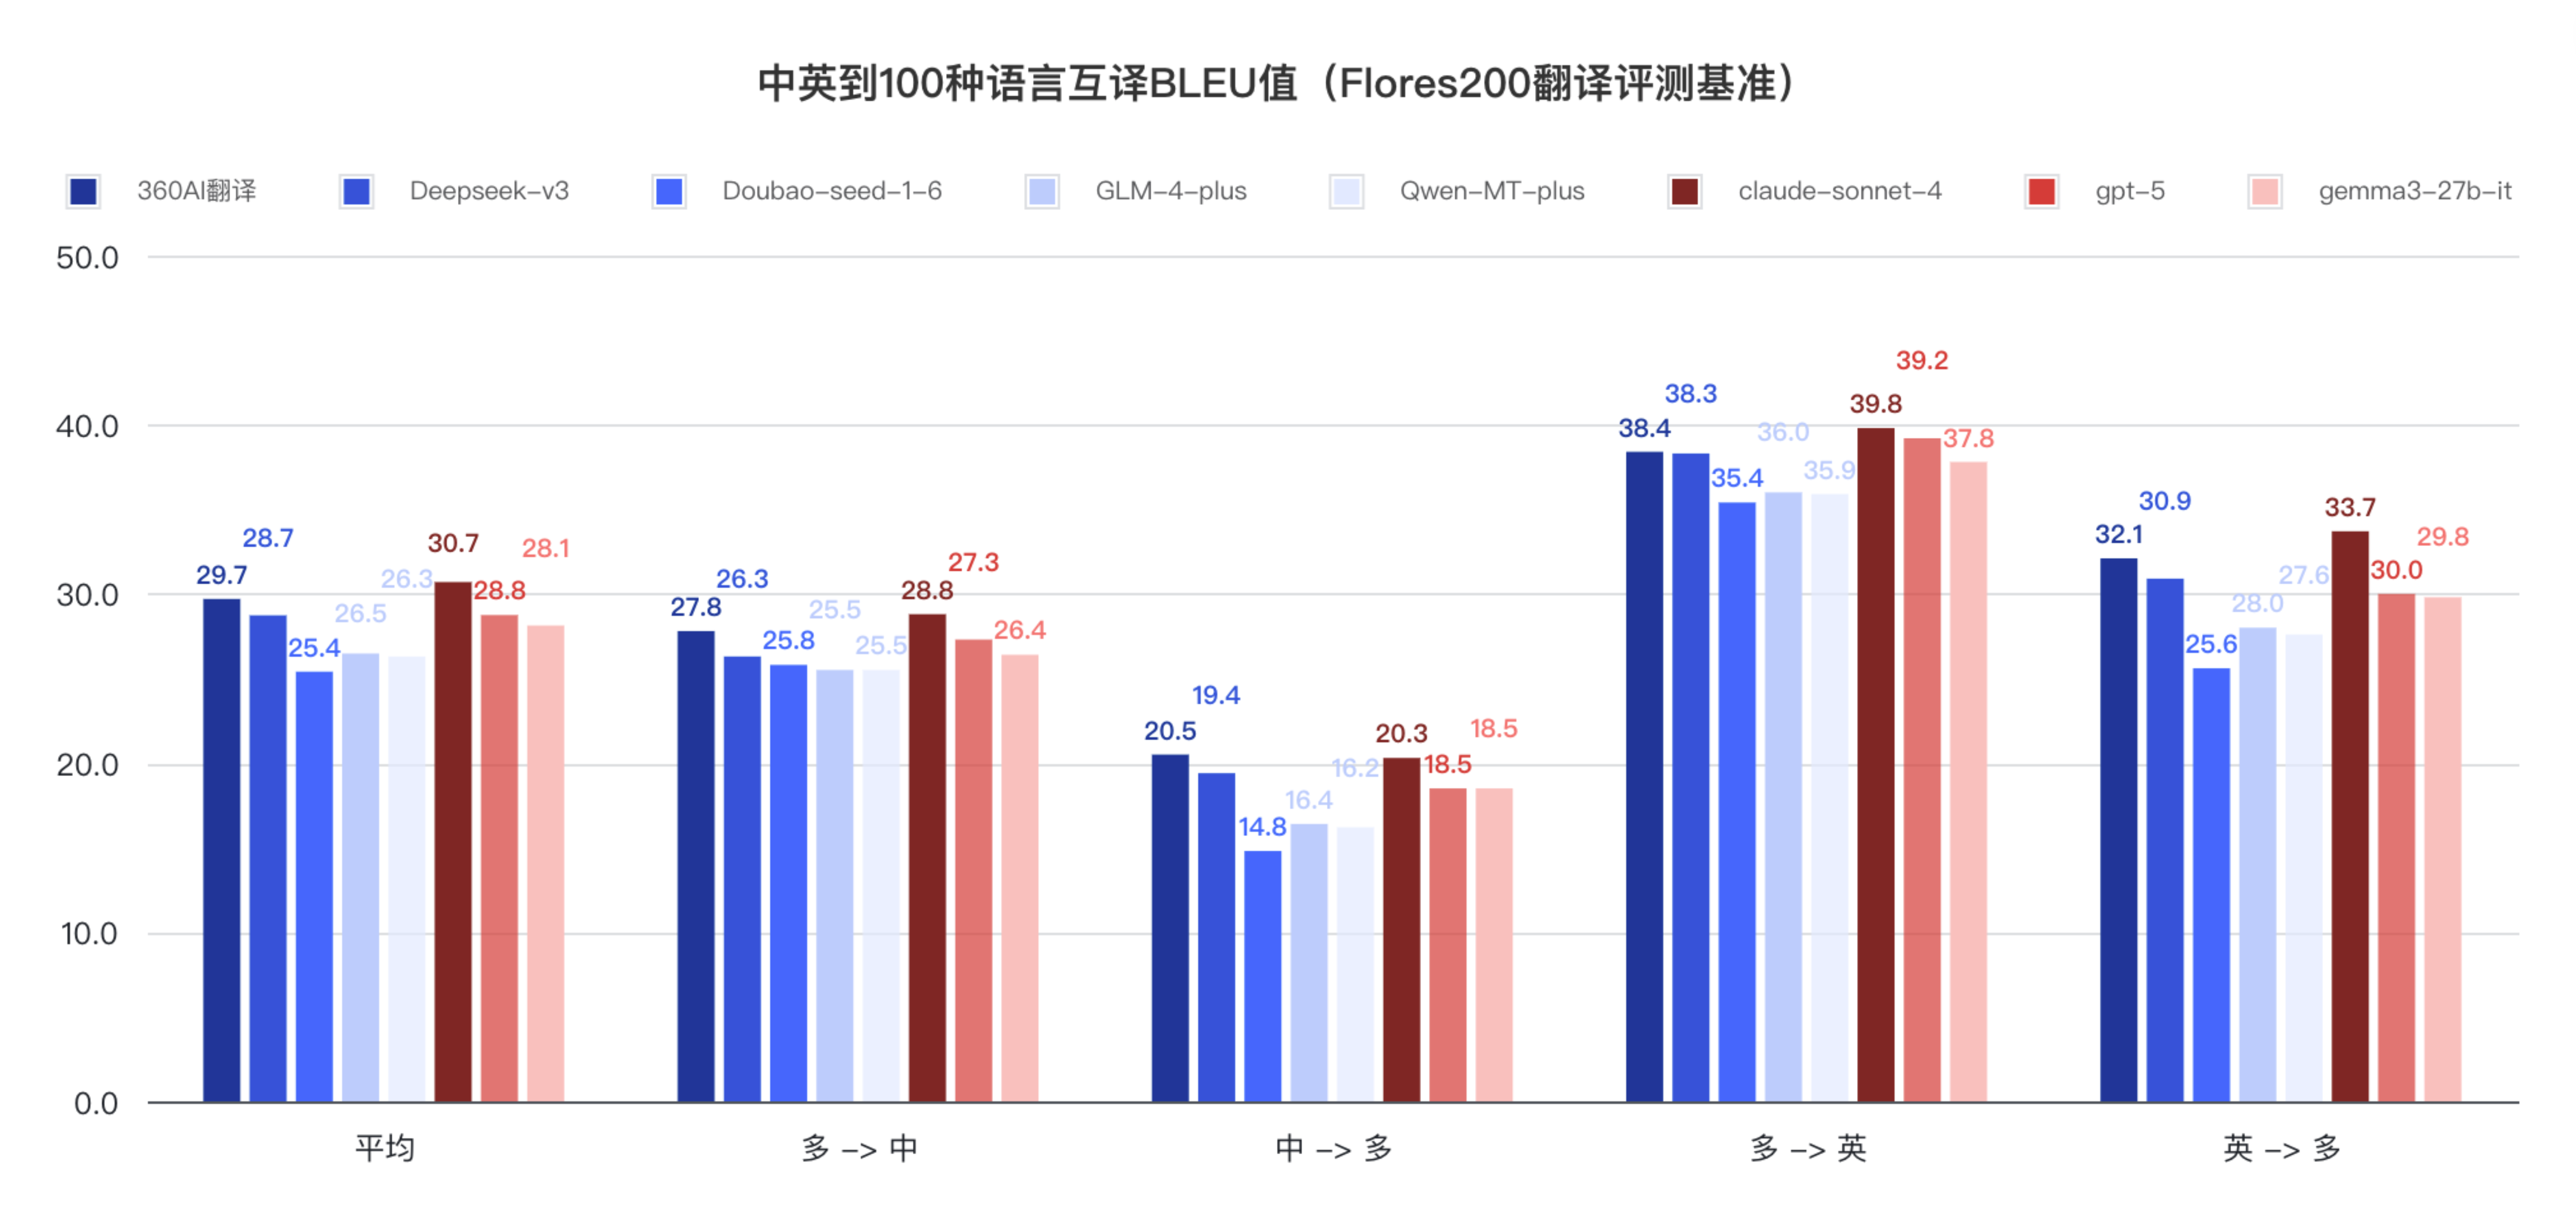 中英到100种语言互译BLEU值（Flores200翻译评测基准）
360AI翻译 Deepseek-v3 Doubao-seed-1-6 GLM-4-plus Qwen-MT-plus claude-sonnet-4 gpt-5 gemma3-27b-it
50.0
40.0
30.0
20.0
10.0
0.0
29.7 28.7 25.4 26.5 26.3 30.7 28.8 28.1
27.8 26.3 25.8 25.5 25.5 28.8 27.3 26.4
20.5 19.4 14.8 16.4 16.2 20.3 18.5 18.5
38.4 38.3 35.4 36.0 35.9 39.8 39.2 37.8
32.1 30.9 25.6 28.0 27.6 33.7 30.0 29.8
平均 多 -> 中 中 -> 多 多 -> 英 英 -> 多